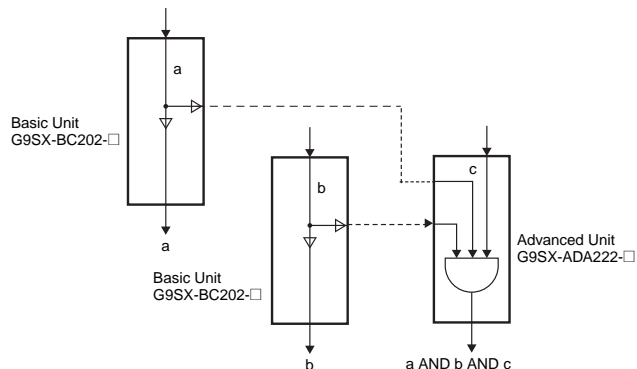 a
Basic Unit
G9SX-BC202-□
a
b
Basic Unit
G9SX-BC202-□
b
c
Advanced Unit
G9SX-ADA222-□
a AND b AND c